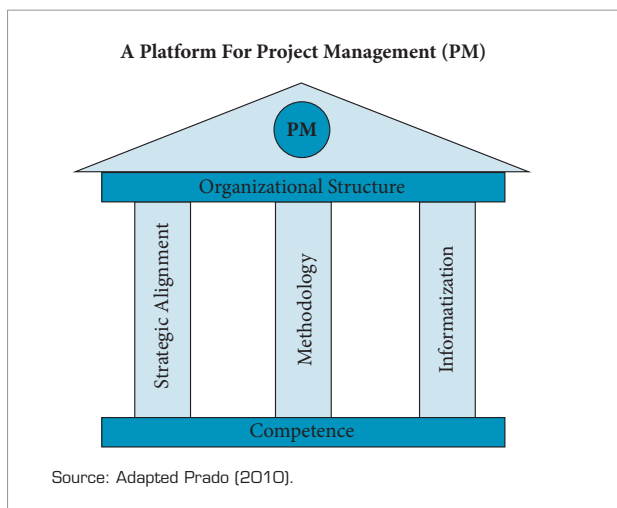 A Platform For Project Management (PM)
PM
Organizational Structure
Strategic Alignment
Methodology
Informatization
Competence
Source: Adapted Prado (2010).